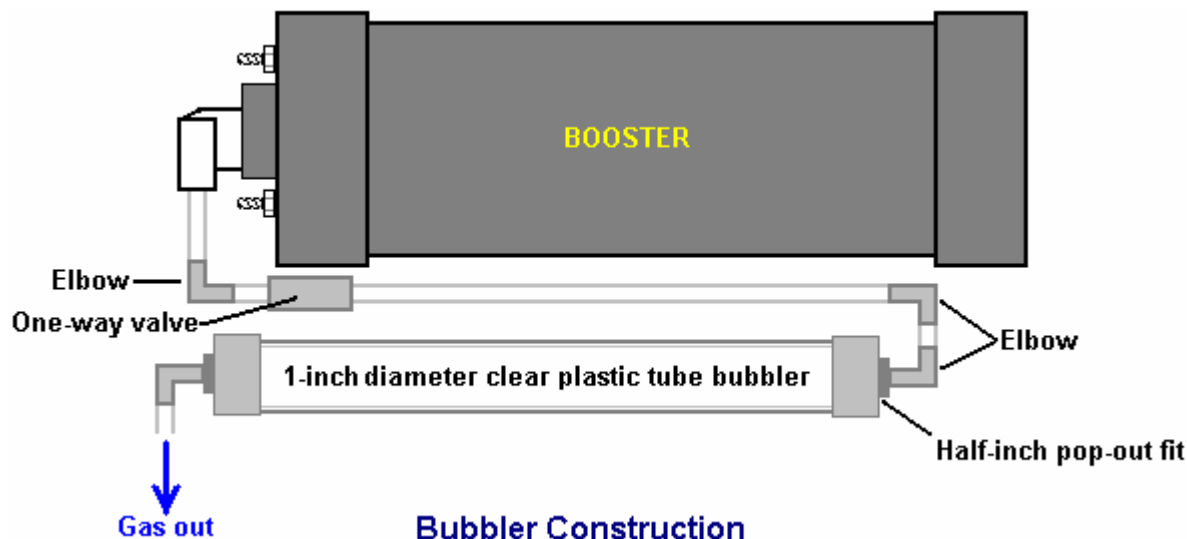 BOOSTER
Elbow
One-way valve
Elbow
1-inch diameter clear plastic tube bubbler
Half-inch pop-out fit
Gas out
Bubbler Construction